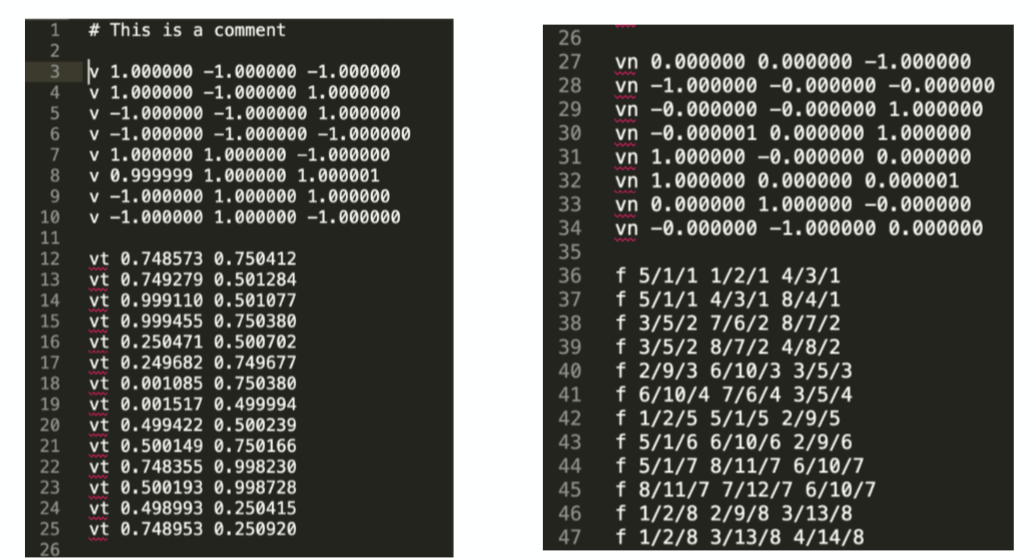 1 # This is a comment
2
3 v 1.000000 -1.000000 -1.000000
4 v 1.000000 -1.000000 1.000000
5 v -1.000000 -1.000000 1.000000
6 v -1.000000 -1.000000 -1.000000
7 v 1.000000 1.000000 -1.000000
8 v 0.999999 1.000000 1.000001
9 v -1.000000 1.000000 1.000000
10 v -1.000000 1.000000 -1.000000
11
12 vt 0.748573 0.750412
13 vt 0.749279 0.501284
14 vt 0.999110 0.501077
15 vt 0.999455 0.750380
16 vt 0.250471 0.500702
17 vt 0.249682 0.749677
18 vt 0.001085 0.750380
19 vt 0.001517 0.499994
20 vt 0.499422 0.500239
21 vt 0.500149 0.750166
22 vt 0.748355 0.998230
23 vt 0.500193 0.998728
24 vt 0.498993 0.250415
25 vt 0.748953 0.250920
26
26
27 vn 0.000000 0.000000 -1.000000
28 vn -1.000000 -0.000000 -0.000000
29 vn -0.000000 -0.000000 1.000000
30 vn -0.000001 0.000000 1.000000
31 vn 1.000000 -0.000000 0.000000
32 vn 1.000000 0.000000 0.000001
33 vn 0.000000 1.000000 -0.000000
34 vn -0.000000 -1.000000 0.000000
35
36 f 5/1/1 1/2/1 4/3/1
37 f 5/1/1 4/3/1 8/4/1
38 f 3/5/2 7/6/2 8/7/2
39 f 3/5/2 8/7/2 4/8/2
40 f 2/9/3 6/10/3 3/5/3
41 f 6/10/4 7/6/4 3/5/4
42 f 1/2/5 5/1/5 2/9/5
43 f 5/1/6 6/10/6 2/9/6
44 f 5/1/7 8/11/7 6/10/7
45 f 8/11/7 7/12/7 6/10/7
46 f 1/2/8 2/9/8 3/13/8
47 f 1/2/8 3/13/8 4/14/8